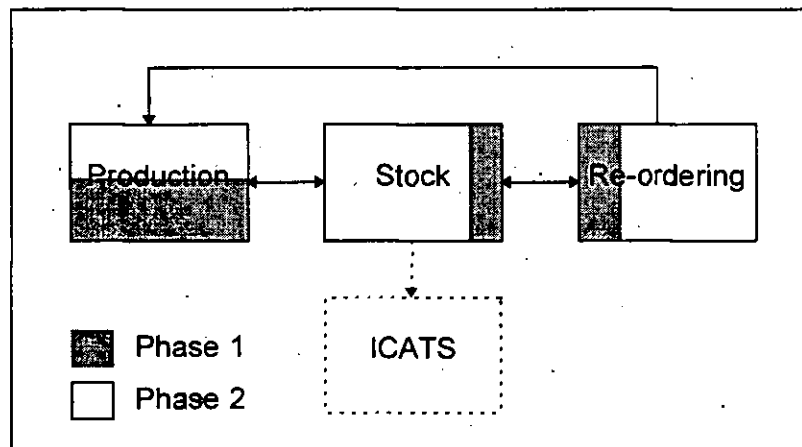 Production
Stock
Re-ordering
ICATS
Phase 1
Phase 2